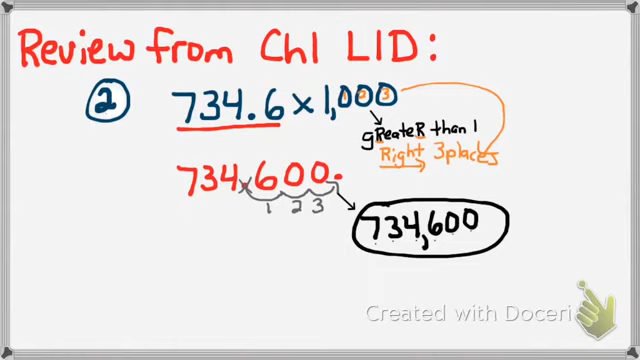 Review from Ch1 L1D:
2 734.6 × 1,000
1 2 3
greateR than 1
Right 3places
734.600.
1 2 3
734,600
Created with Doceri